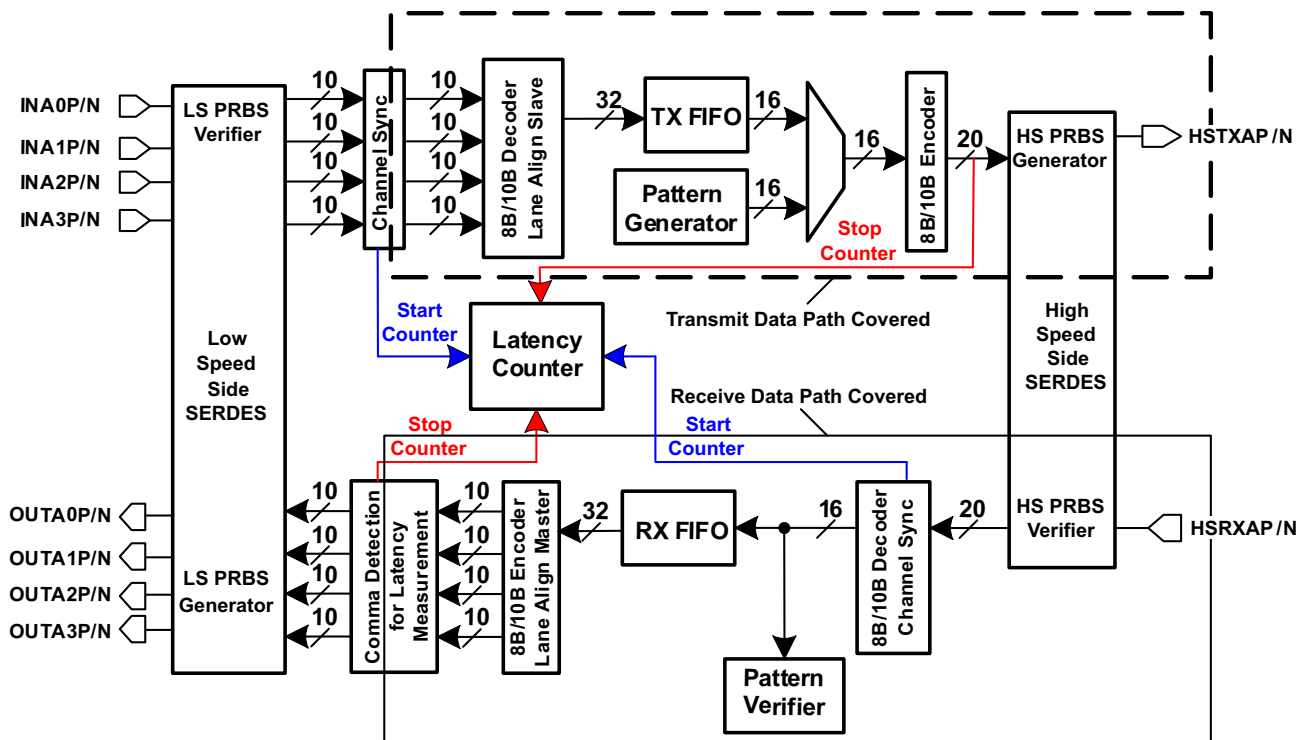 INA0P/N
INA1P/N
INA2P/N
INA3P/N
LS PRBS
Verifier
Low
Speed
Side
SERDES
LS PRBS
Generator
10
10
10
10
Channel Sync
10
10
10
10
8B/10B Decoder
Lane Align Slave
32
TX FIFO
16
Pattern
Generator
16
16
8B/10B Encoder
20
HS PRBS
Generator
HSTXAP/N
Stop
Counter
Start
Counter
Latency
Counter
Transmit Data Path Covered
High
Speed
Side
SERDES
Receive Data Path Covered
Stop
Counter
Start
Counter
OUTA0P/N
OUTA1P/N
OUTA2P/N
OUTA3P/N
10
10
10
10
Comma Detection
for Latency
Measurement
10
10
10
10
8B/10B Encoder
Lane Align Master
32
RX FIFO
16
8B/10B Decoder
Channel Sync
20
HS PRBS
Verifier
HSRXAP/N
Pattern
Verifier